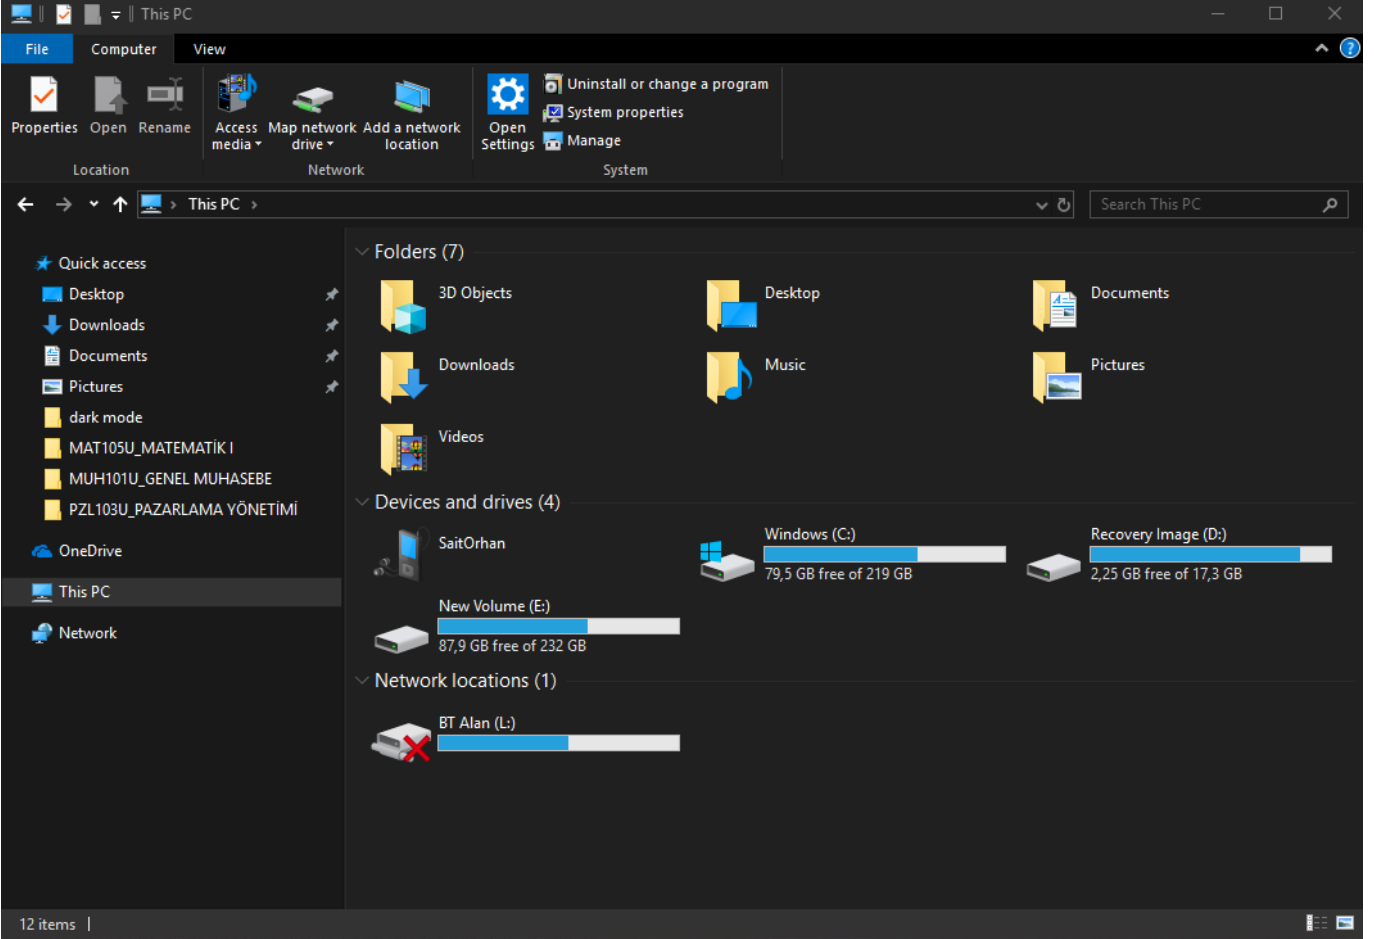 This PC
File Computer View
Properties Open Rename
Access media
Map network drive
Add a network location
Open Settings
Uninstall or change a program
System properties
Manage
Location Network System
This PC
Search This PC
Quick access
Desktop
Downloads
Documents
Pictures
dark mode
MAT105U_MATEMATİK I
MUH101U_GENEL MUHASEBE
PZL103U_PAZARLAMA YÖNETİMİ
OneDrive
This PC
Network
Folders (7)
3D Objects
Desktop
Documents
Downloads
Music
Pictures
Videos
Devices and drives (4)
SaitOrhan
Windows (C:)
79,5 GB free of 219 GB
Recovery Image (D:)
2,25 GB free of 17,3 GB
New Volume (E:)
87,9 GB free of 232 GB
Network locations (1)
BT Alan (L:)
12 items